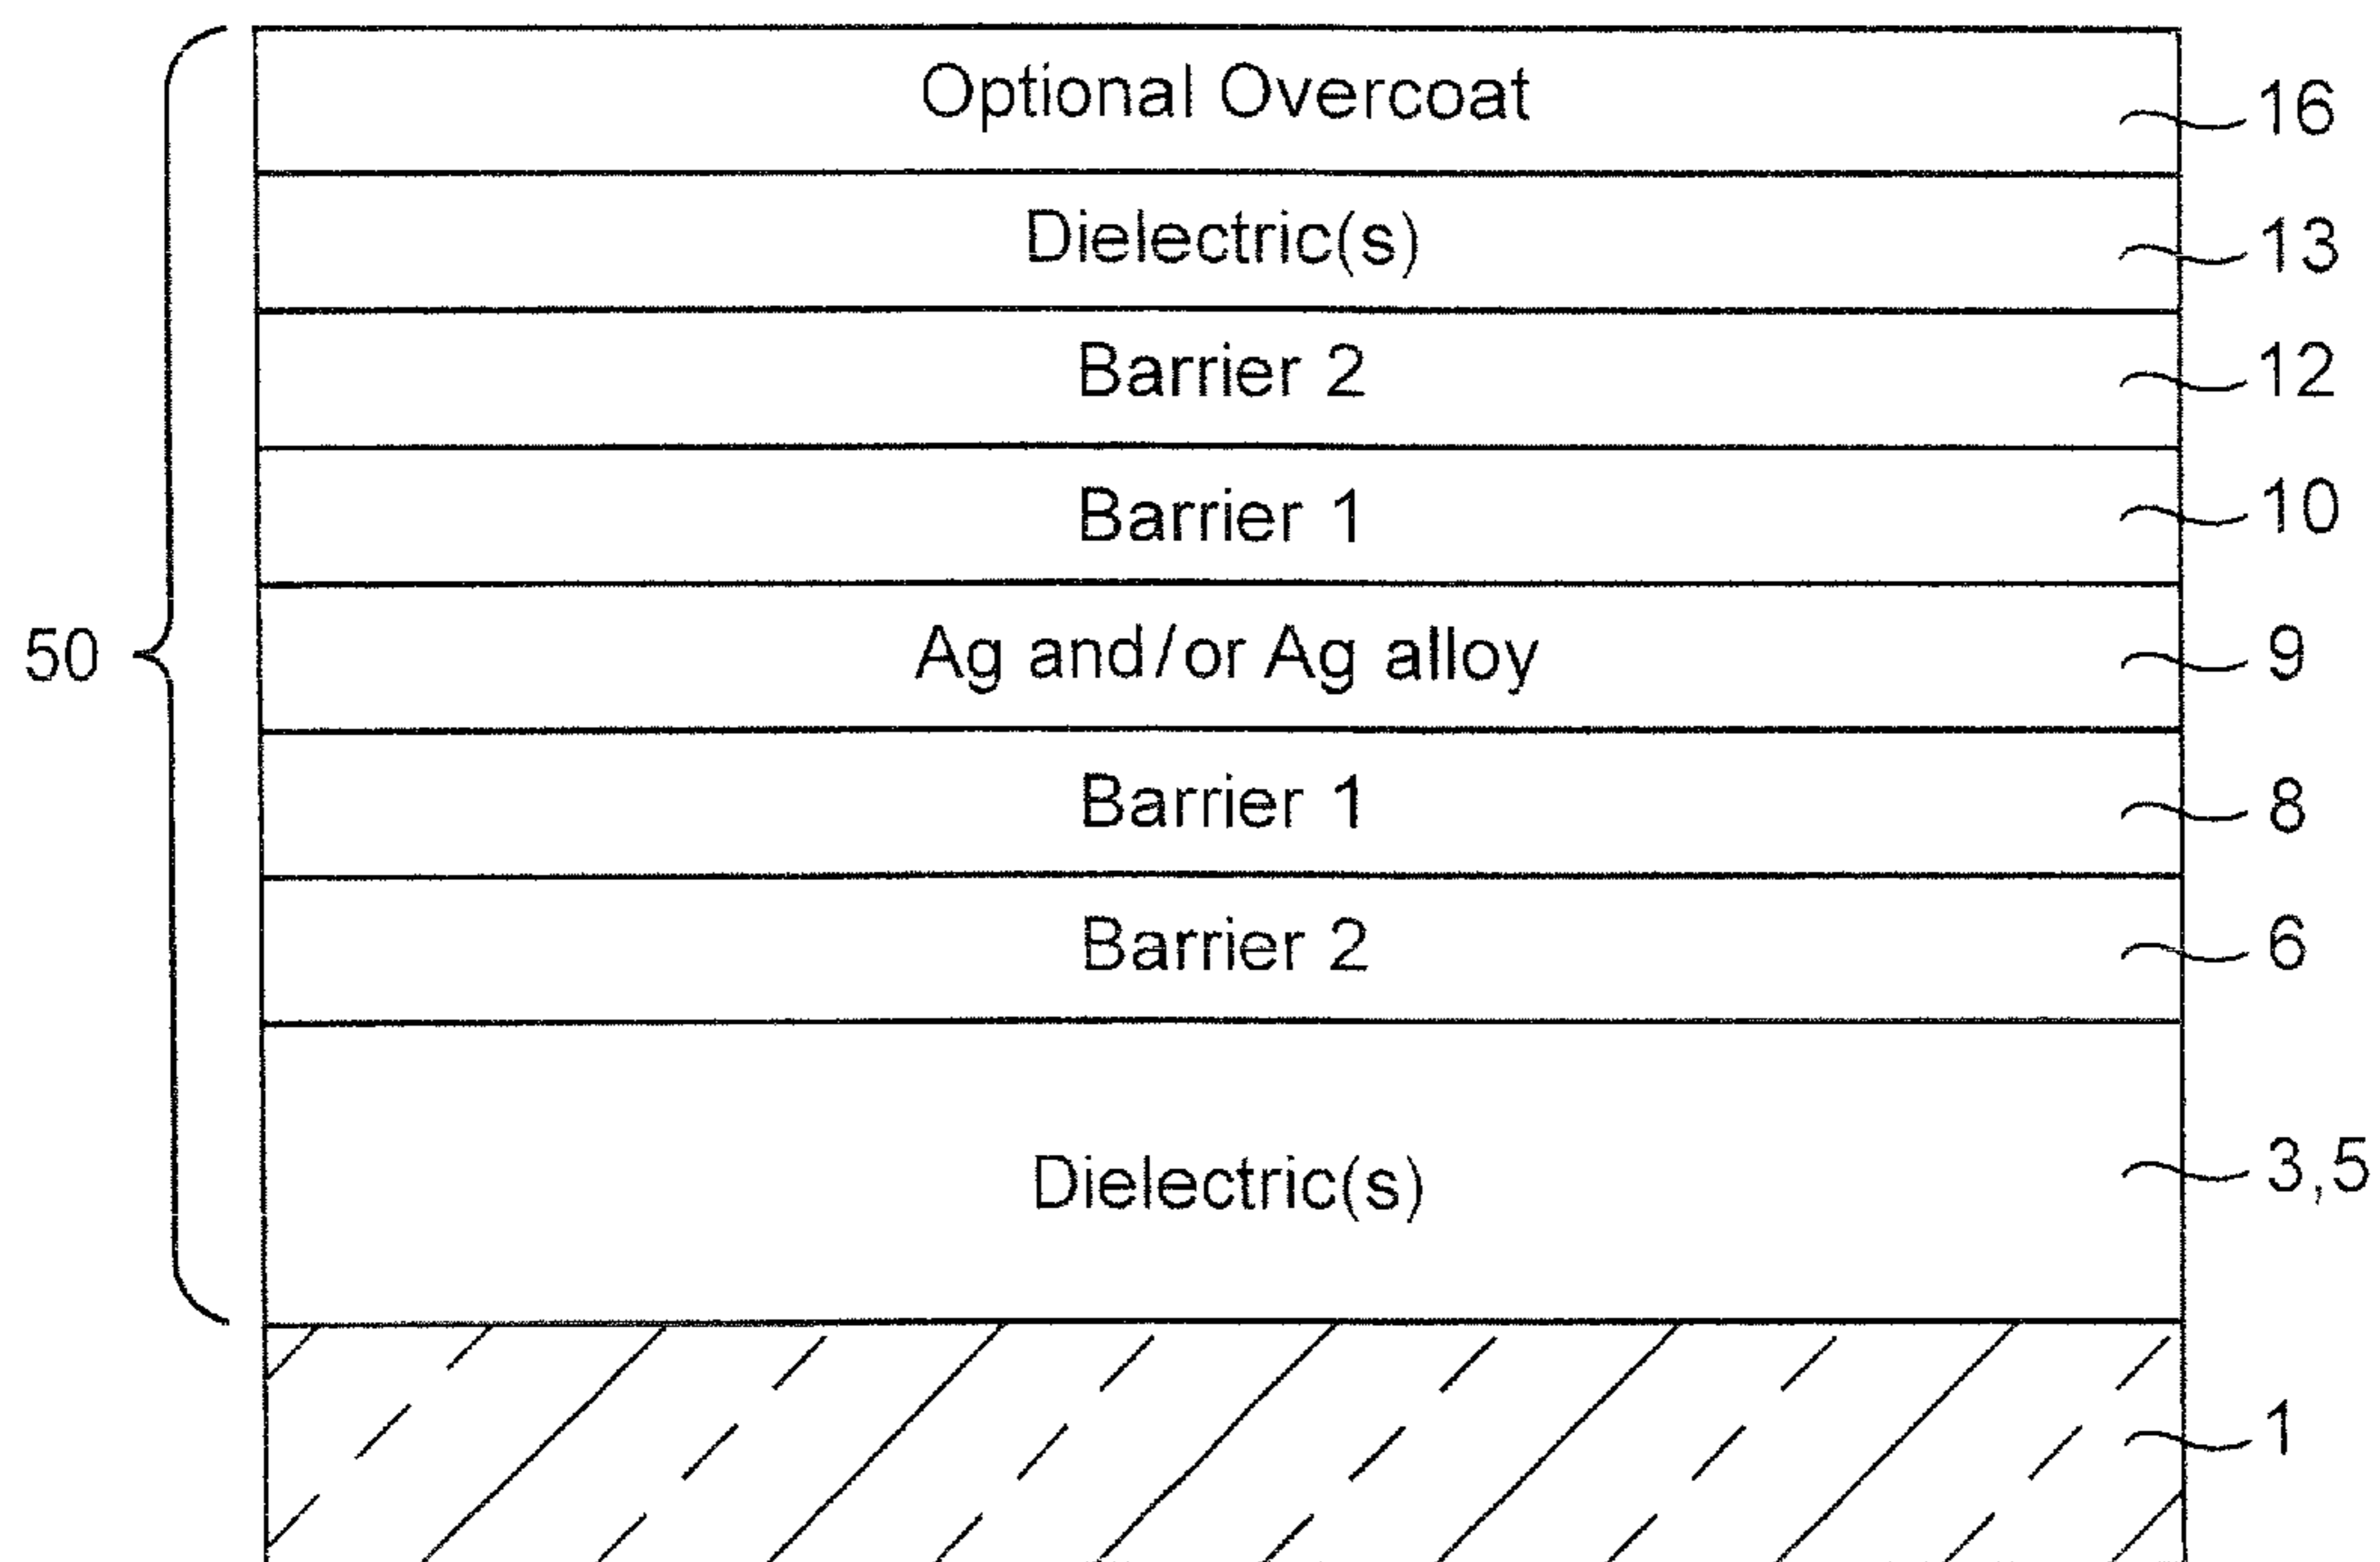 Optional Overcoat 16
Dielectric(s) 13
Barrier 2 12
Barrier 1 10
50 Ag and/or Ag alloy 9
Barrier 1 8
Barrier 2 6
Dielectric(s) 3,5
1